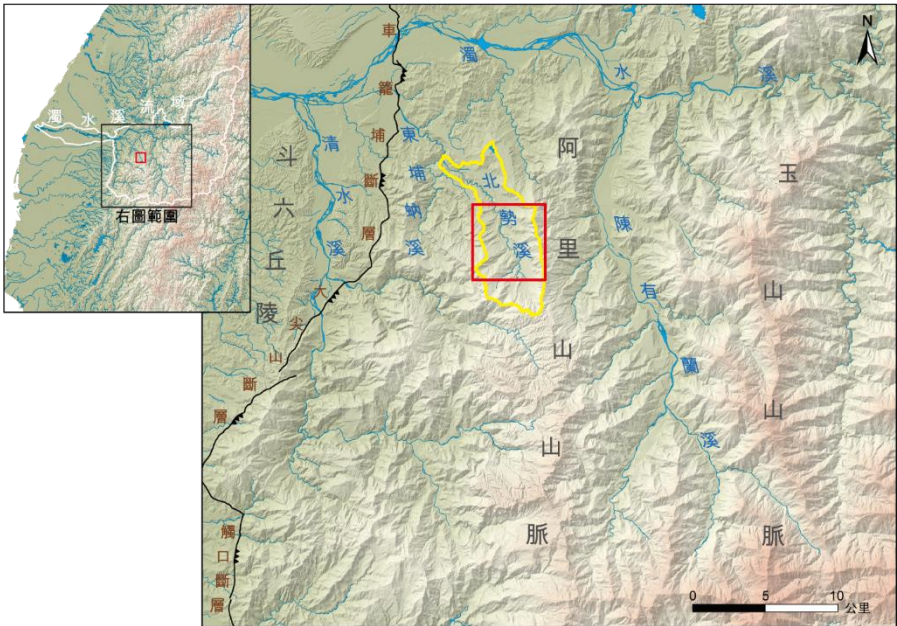 濁水溪流域
右圖範圍
N
濁水溪
車籠埔斷層
斗六丘陵
清水溪
東埔蚋溪
北勢溪
阿里山山脈
陳有蘭溪
玉山山脈
大尖山斷層
觸口斷層
0 5 10 公里